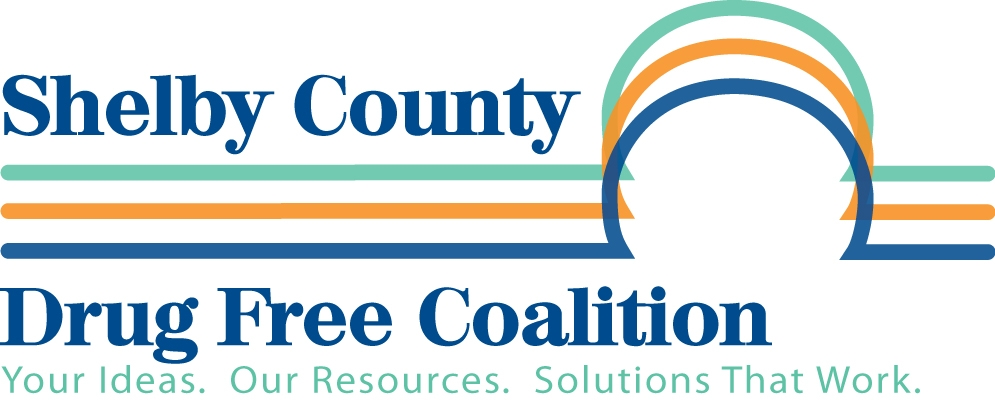 Shelby County
Drug Free Coalition
Your Ideas.  Our Resources.  Solutions That Work.